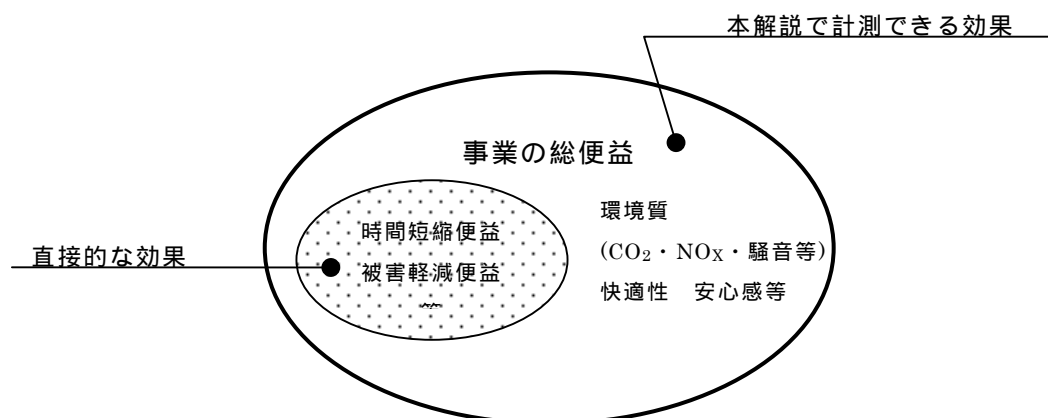 本解説で計測できる効果
事業の総便益
環境質
(CO₂・NOX・騒音等)
快適性 安心感等
時間短縮便益
被害軽減便益
直接的な効果